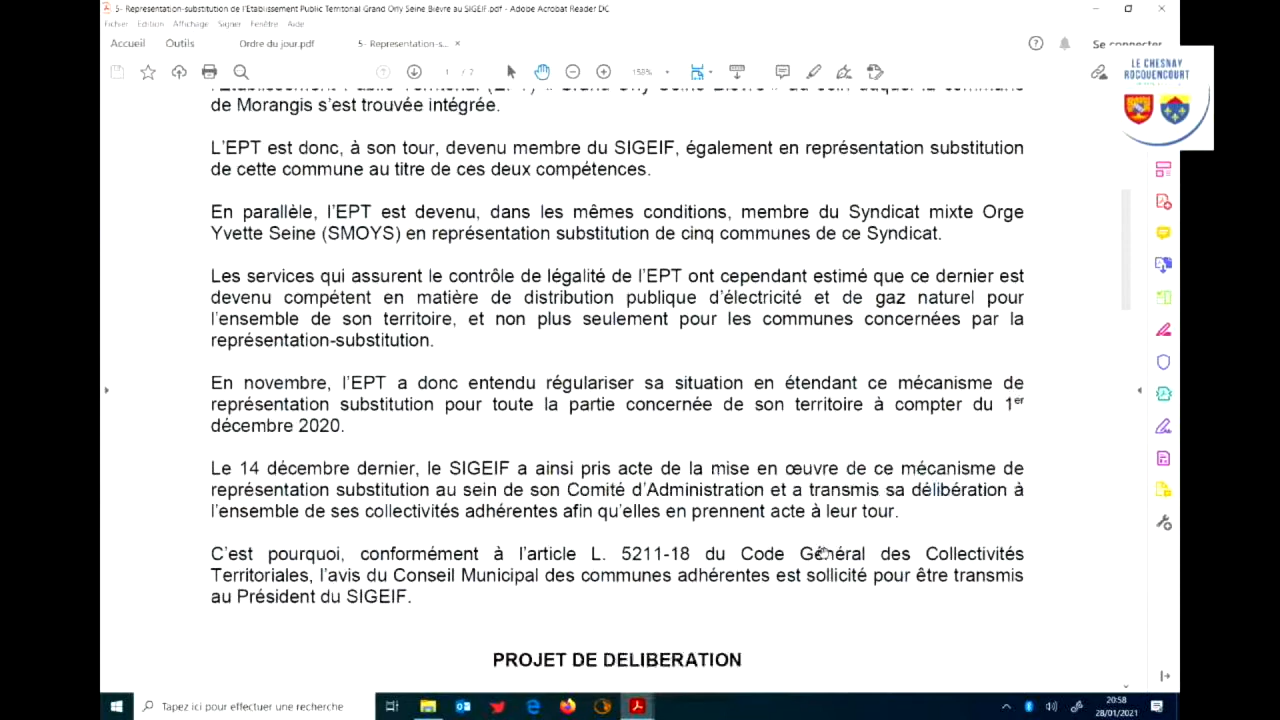 5- Representation-substitution de l'Etablissement Public Territorial Grand Orly Seine Bièvre au SIGEIF.pdf - Adobe Acrobat Reader DC
Fichier Edition Affichage Signer Fenêtre Aide
Accueil Outils Ordre du jour.pdf 5- Representation-s... × Se connecter
1 / 2 LE CHESNAY
ROCQUENCOURT
de Morangis s'est trouvée intégrée.
L'EPT est donc, à son tour, devenu membre du SIGEIF, également en représentation substitution
de cette commune au titre de ces deux compétences.
En parallèle, l'EPT est devenu, dans les mêmes conditions, membre du Syndicat mixte Orge
Yvette Seine (SMOYS) en représentation substitution de cinq communes de ce Syndicat.
Les services qui assurent le contrôle de légalité de l'EPT ont cependant estimé que ce dernier est
devenu compétent en matière de distribution publique d'électricité et de gaz naturel pour
l'ensemble de son territoire, et non plus seulement pour les communes concernées par la
représentation-substitution.
En novembre, l'EPT a donc entendu régulariser sa situation en étendant ce mécanisme de
représentation substitution pour toute la partie concernée de son territoire à compter du 1er
décembre 2020.
Le 14 décembre dernier, le SIGEIF a ainsi pris acte de la mise en œuvre de ce mécanisme de
représentation substitution au sein de son Comité d'Administration et a transmis sa délibération à
l'ensemble de ses collectivités adhérentes afin qu'elles en prennent acte à leur tour.
C'est pourquoi, conformément à l'article L. 5211-18 du Code Général des Collectivités
Territoriales, l'avis du Conseil Municipal des communes adhérentes est sollicité pour être transmis
au Président du SIGEIF.
PROJET DE DELIBERATION
Tapez ici pour effectuer une recherche
20:58
28/01/2021